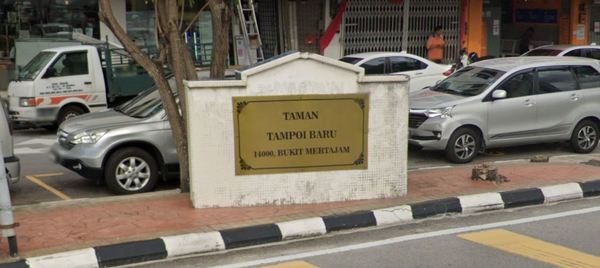 TAMAN
TAMPOI BARU
14000, BUKIT MERTAJAM